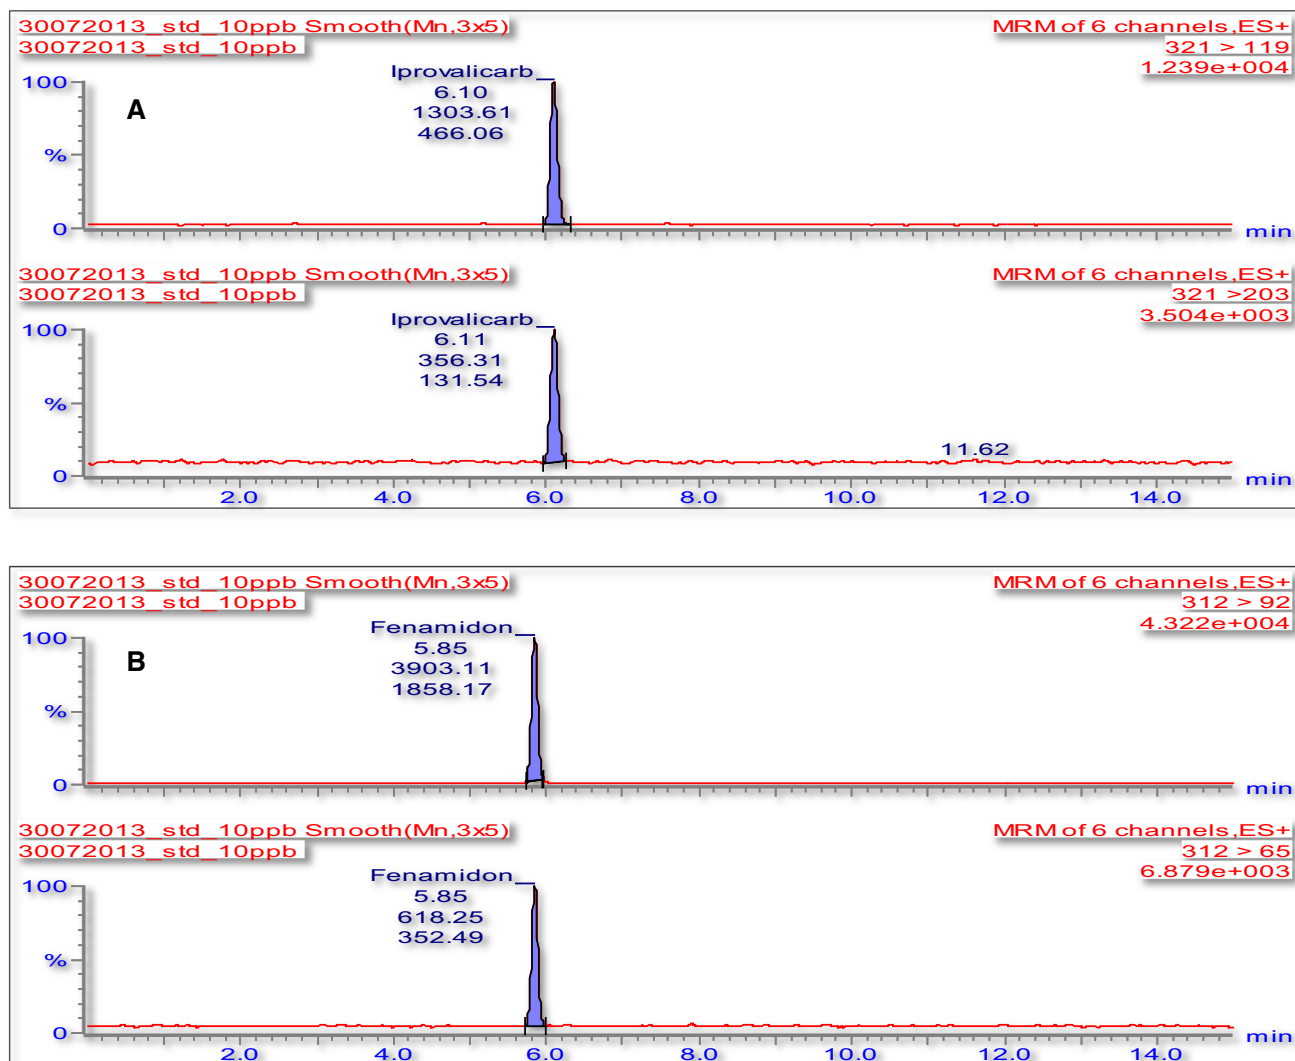 30072013_std_10ppb Smooth(Mn,3x5)
30072013_std_10ppb
MRM of 6 channels,ES+
321 > 119
1.239e+004
A
Iprovalicarb
6.10
1303.61
466.06
100
%
0
min
30072013_std_10ppb Smooth(Mn,3x5)
30072013_std_10ppb
MRM of 6 channels,ES+
321 >203
3.504e+003
Iprovalicarb
6.11
356.31
131.54
11.62
100
%
0
min
2.0 4.0 6.0 8.0 10.0 12.0 14.0
30072013_std_10ppb Smooth(Mn,3x5)
30072013_std_10ppb
MRM of 6 channels,ES+
312 > 92
4.322e+004
B
Fenamidon
5.85
3903.11
1858.17
100
%
0
min
30072013_std_10ppb Smooth(Mn,3x5)
30072013_std_10ppb
MRM of 6 channels,ES+
312 > 65
6.879e+003
Fenamidon
5.85
618.25
352.49
100
%
0
min
2.0 4.0 6.0 8.0 10.0 12.0 14.0